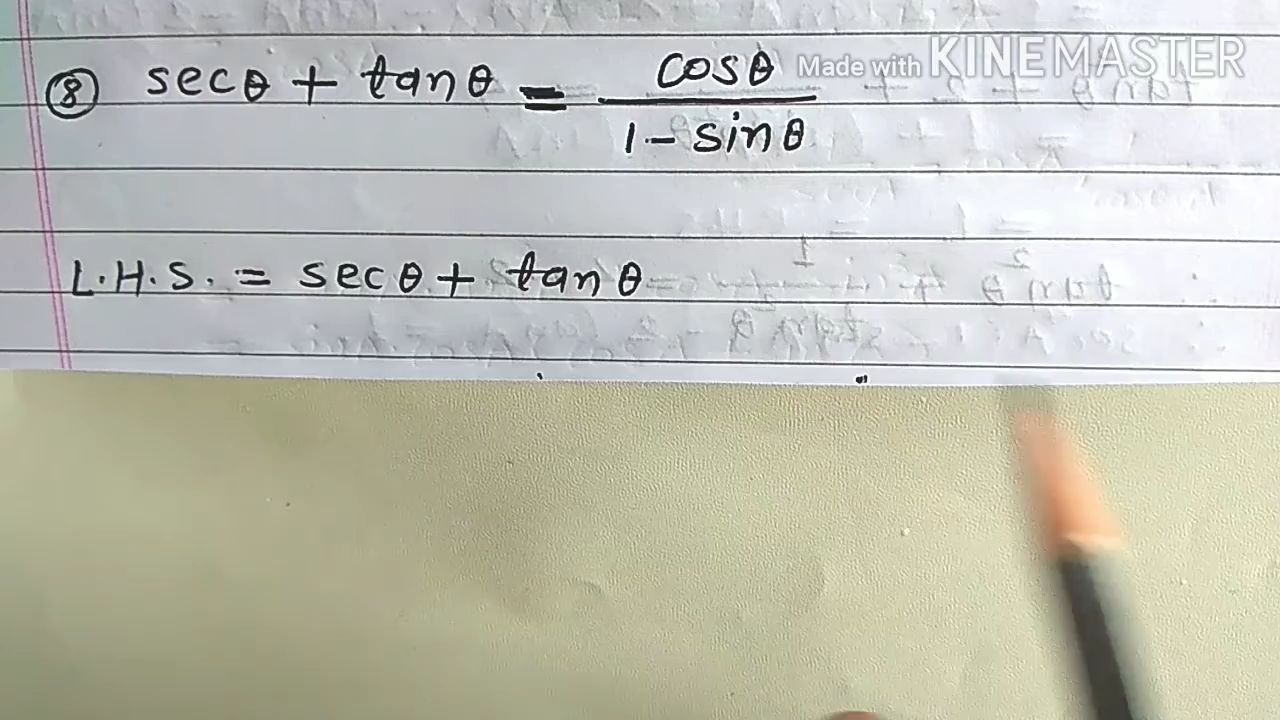 ⑧ secθ + tanθ = cosθ / 1 - sinθ
Made with KINEMASTER
L.H.S. = secθ + tanθ